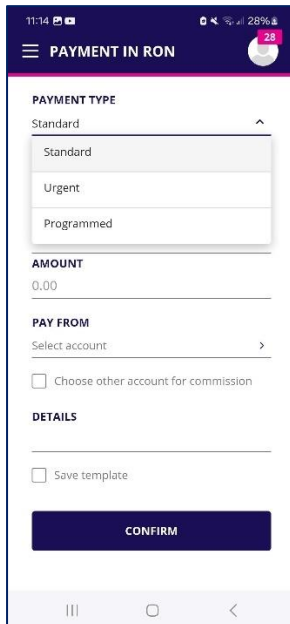 11:14 28%
28
PAYMENT IN RON
PAYMENT TYPE
Standard
Standard
Urgent
Programmed
AMOUNT
0.00
PAY FROM
Select account
Choose other account for commission
DETAILS
Save template
CONFIRM